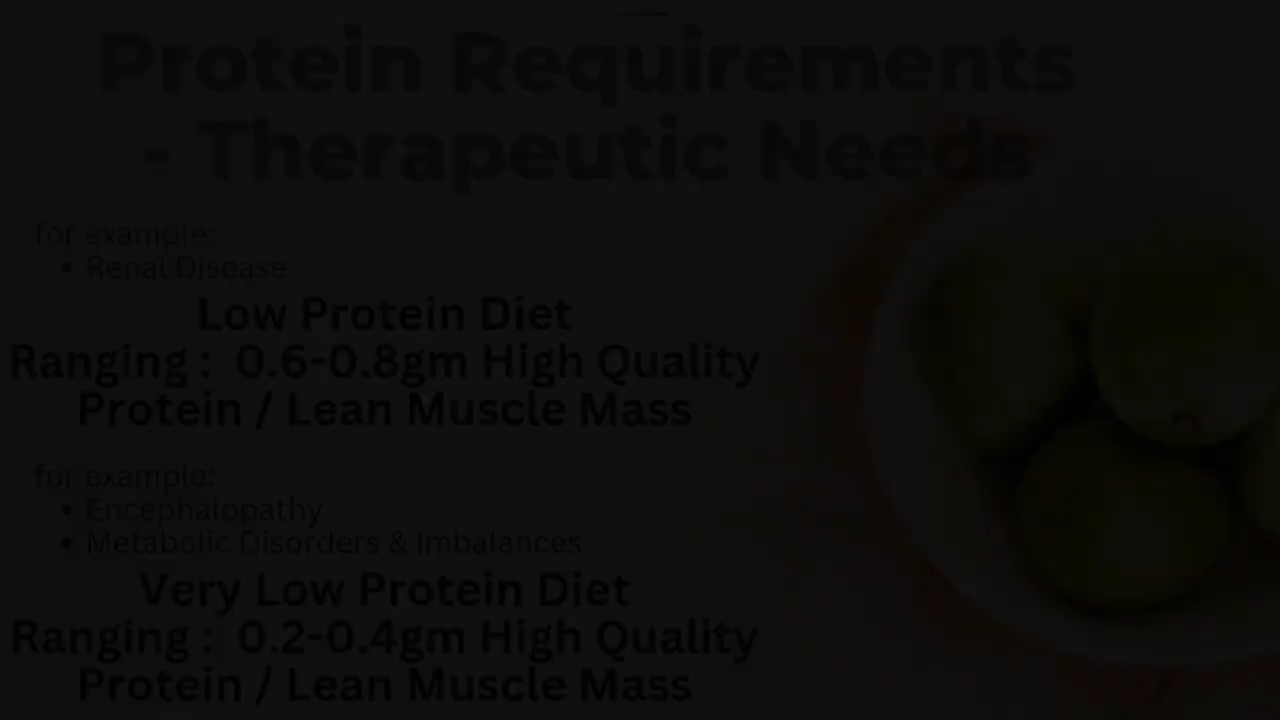 Protein Requirements
- Therapeutic Needs
for example:
• Renal Disease
Low Protein Diet
Ranging : 0.6-0.8gm High Quality
Protein / Lean Muscle Mass
for example:
• Encephalopathy
• Metabolic Disorders & Imbalances
Very Low Protein Diet
Ranging : 0.2-0.4gm High Quality
Protein / Lean Muscle Mass